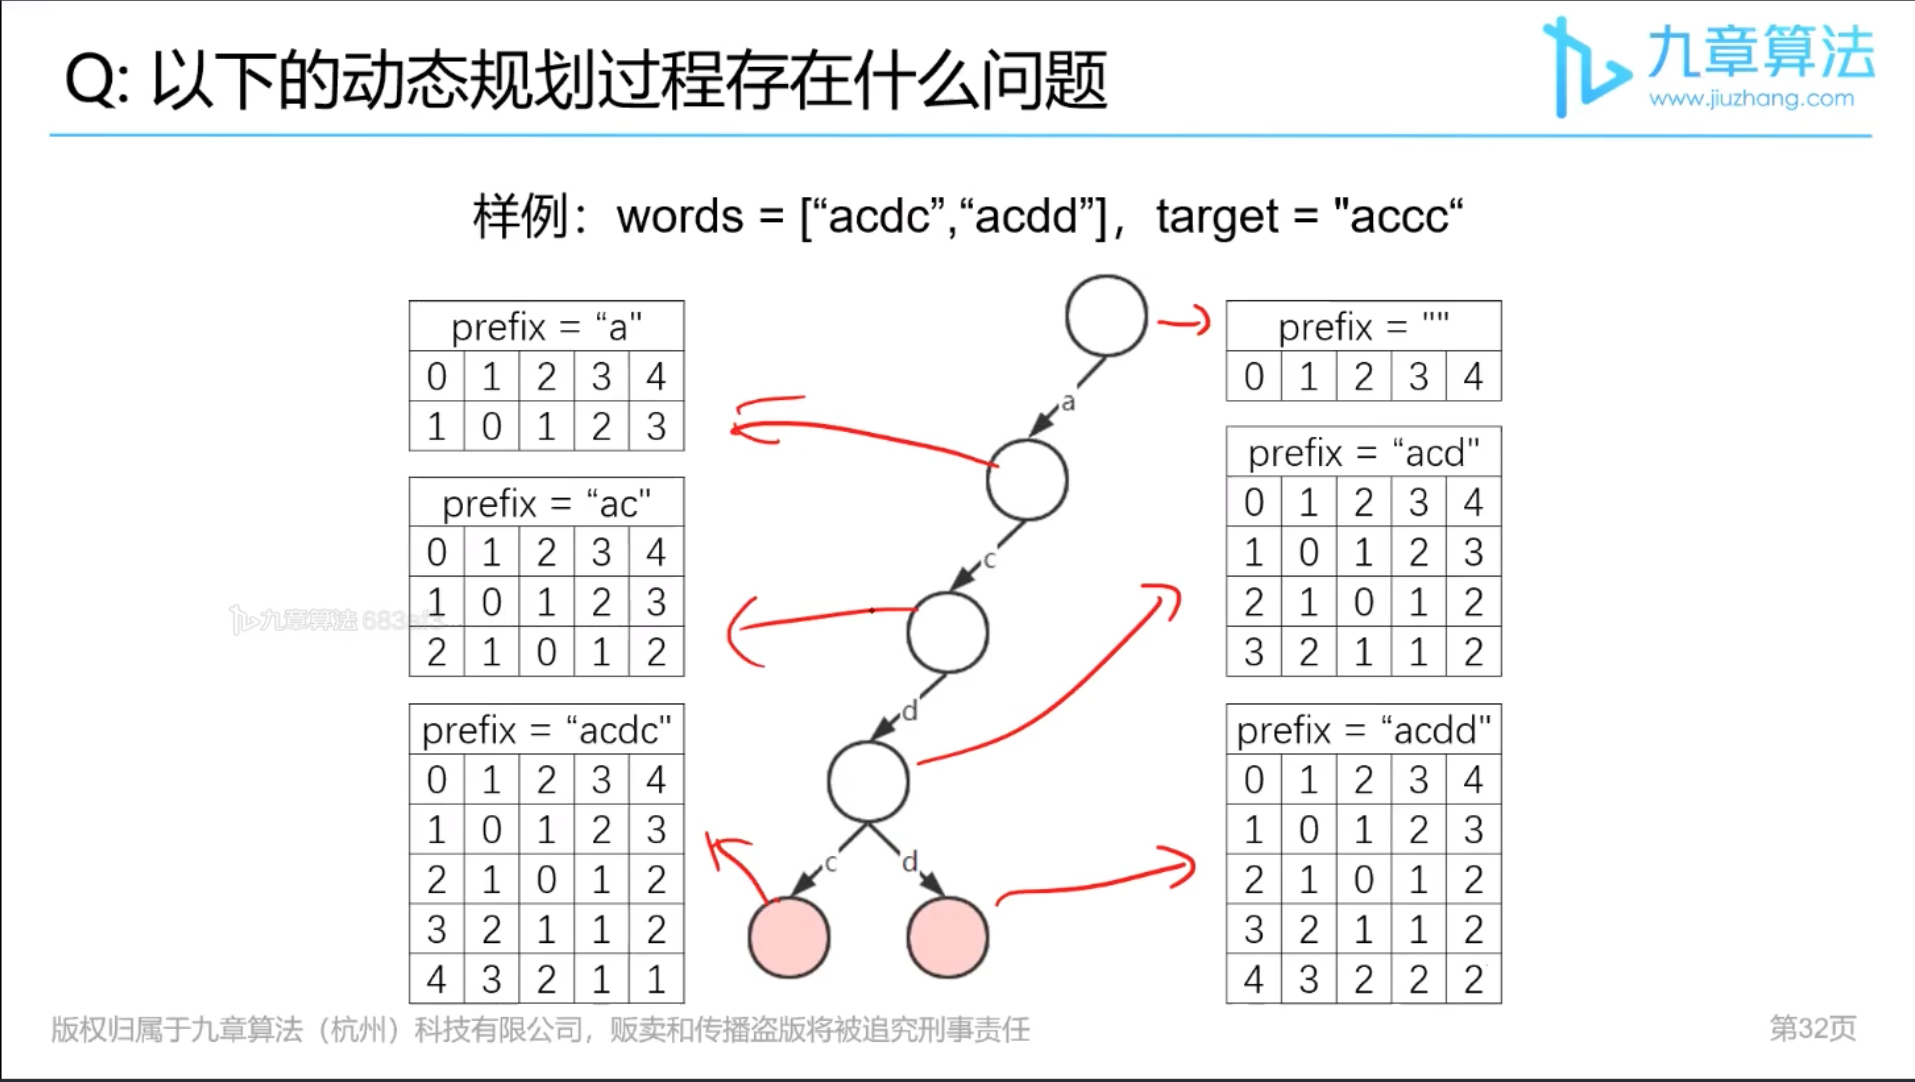 Q: 以下的动态规划过程存在什么问题
九章算法
www.jiuzhang.com
样例：words = [“acdc”,“acdd”]，target = "accc“
prefix = “a"
0 1 2 3 4
1 0 1 2 3
prefix = “ac"
0 1 2 3 4
1 0 1 2 3
2 1 0 1 2
prefix = “acdc"
0 1 2 3 4
1 0 1 2 3
2 1 0 1 2
3 2 1 1 2
4 3 2 1 1
a
c
d
c
d
prefix = ""
0 1 2 3 4
prefix = “acd"
0 1 2 3 4
1 0 1 2 3
2 1 0 1 2
3 2 1 1 2
prefix = “acdd"
0 1 2 3 4
1 0 1 2 3
2 1 0 1 2
3 2 1 1 2
4 3 2 2 2
九章算法
版权归属于九章算法（杭州）科技有限公司，贩卖和传播盗版将被追究刑事责任
第32页